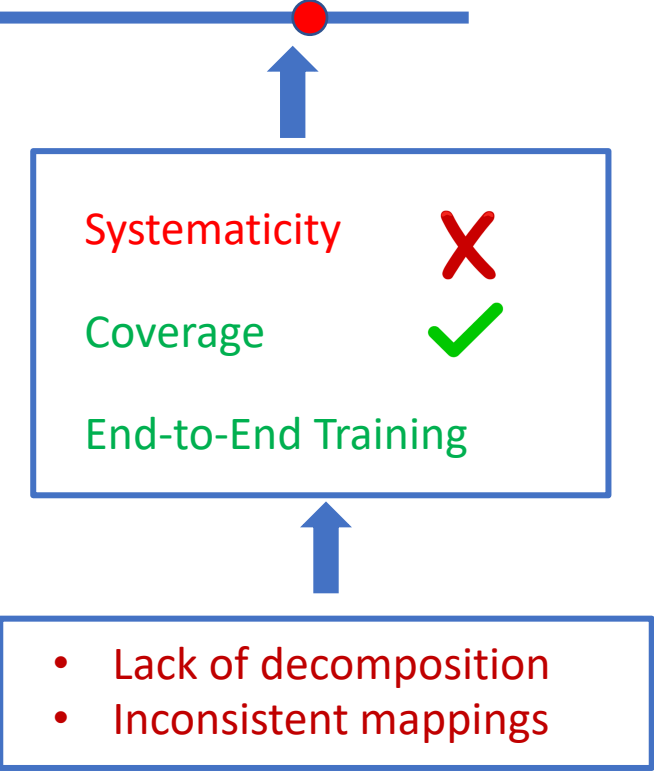 Systematicity
Coverage
End-to-End Training
• Lack of decomposition
• Inconsistent mappings